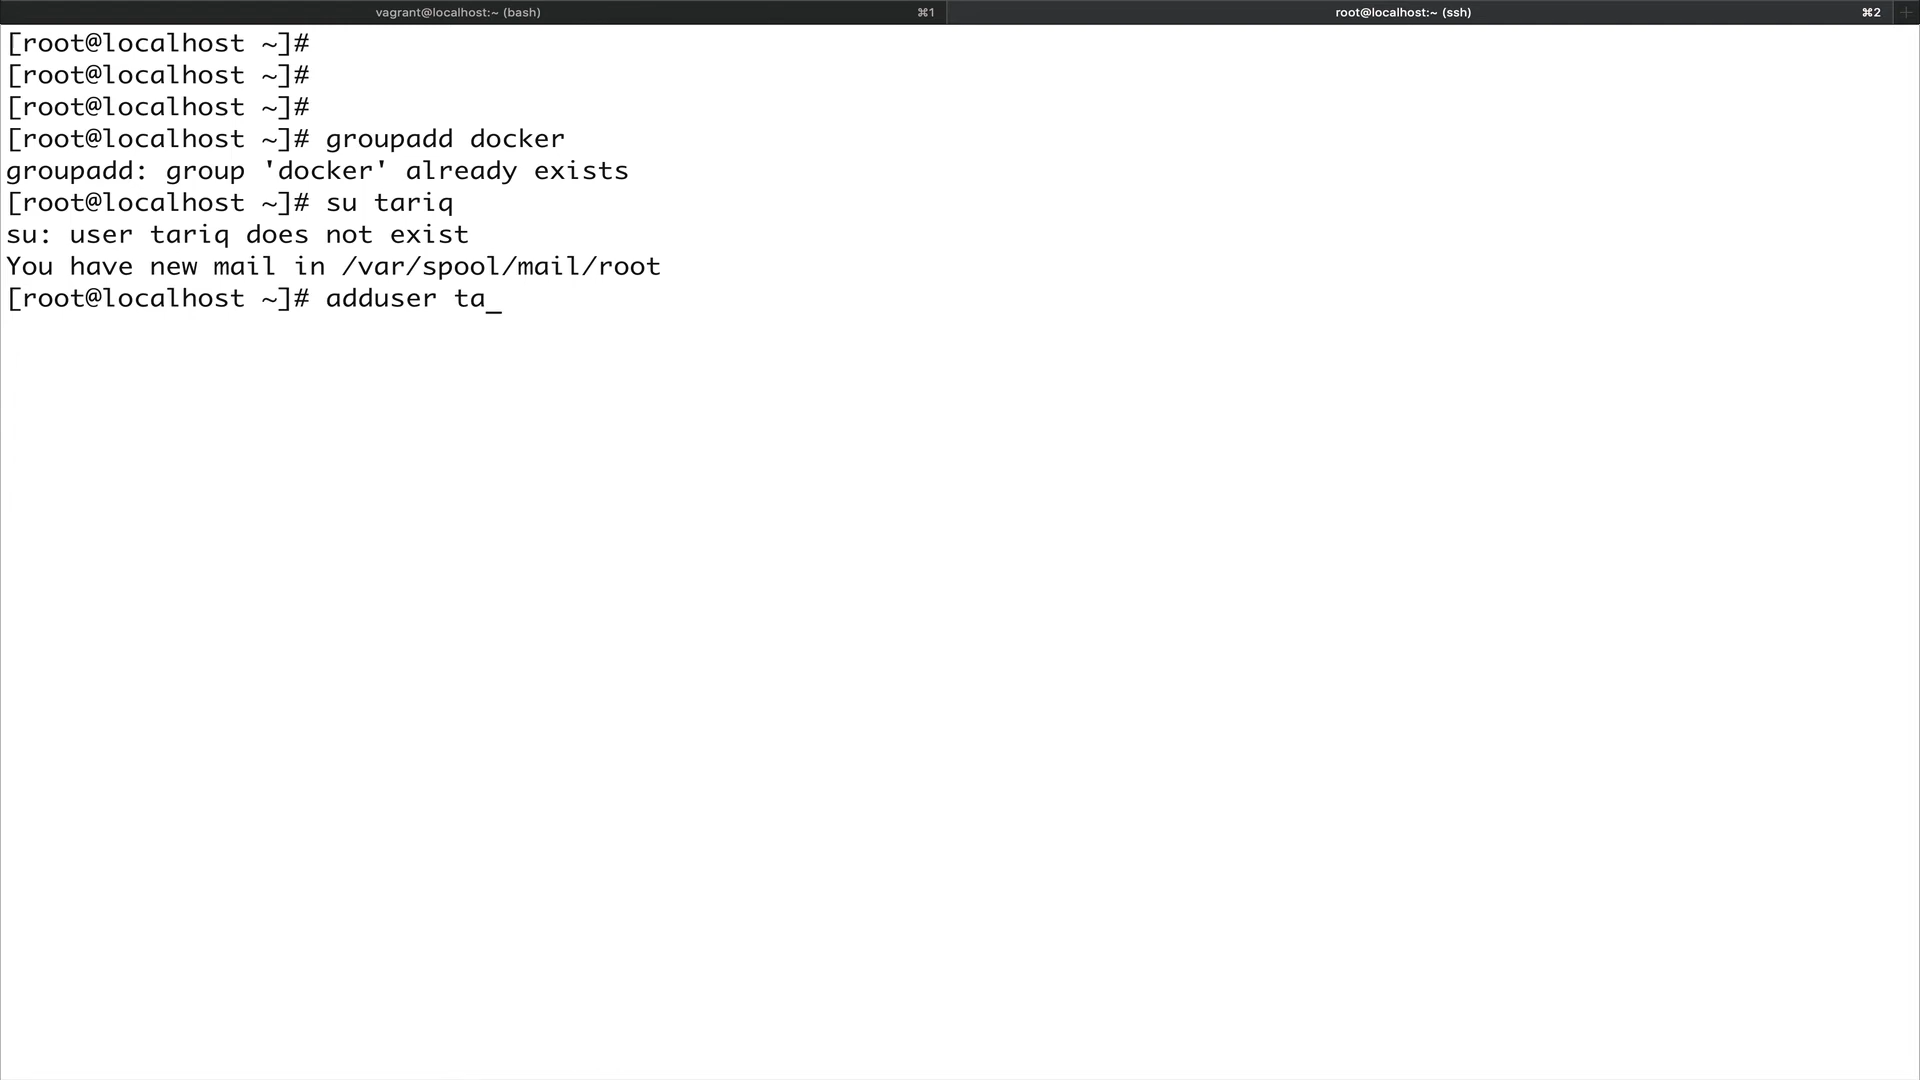 vagrant@localhost:~ (bash) ⌘1 root@localhost:~ (ssh) ⌘2 +
[root@localhost ~]#
[root@localhost ~]#
[root@localhost ~]#
[root@localhost ~]# groupadd docker
groupadd: group 'docker' already exists
[root@localhost ~]# su tariq
su: user tariq does not exist
You have new mail in /var/spool/mail/root
[root@localhost ~]# adduser ta_